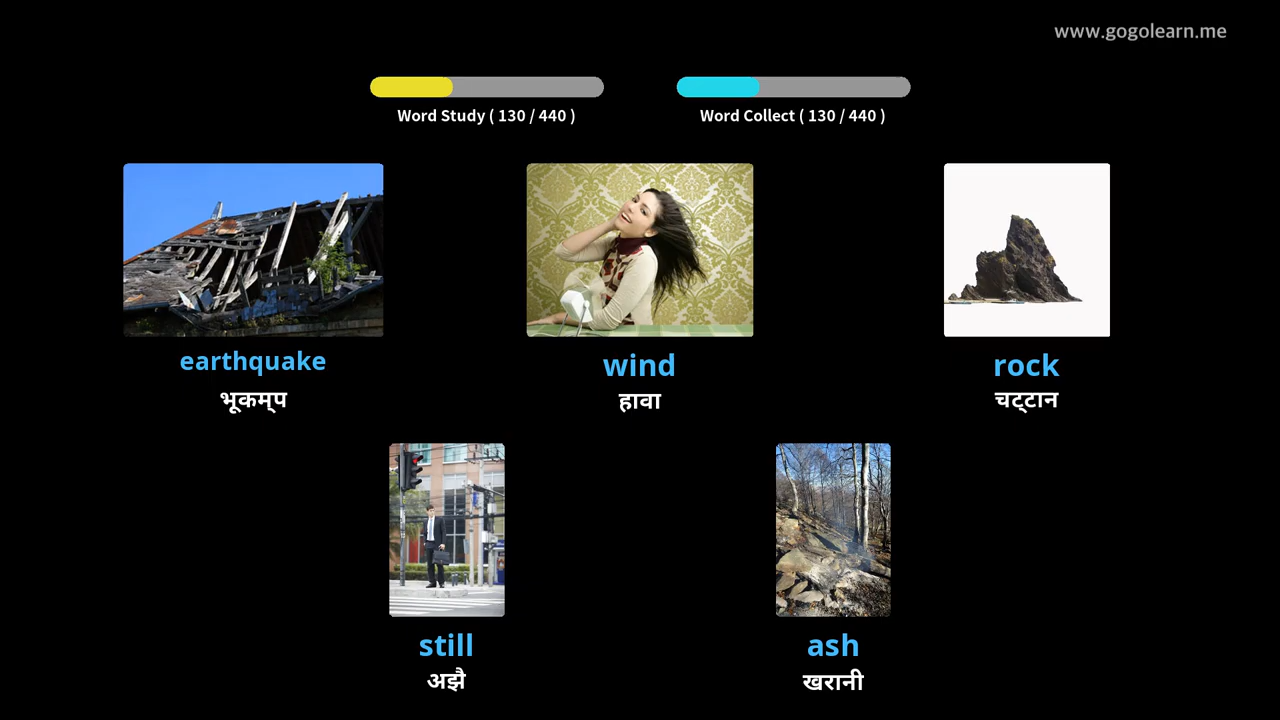 www.gogolearn.me
Word Study ( 130 / 440 )
Word Collect ( 130 / 440 )
earthquake
भूकम्प
wind
हावा
rock
चट्टान
still
अझै
ash
खरानी